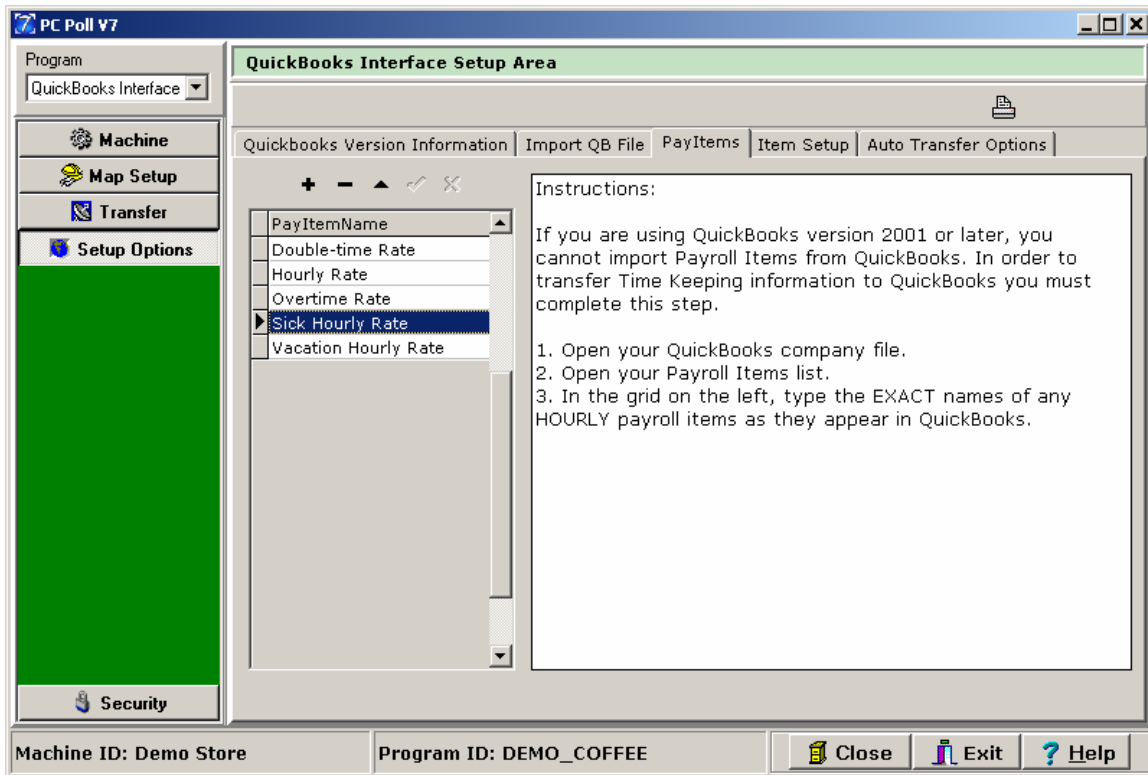 PC Poll V7
Program
QuickBooks Interface
Machine
Map Setup
Transfer
Setup Options
Security
QuickBooks Interface Setup Area
Quickbooks Version Information
Import QB File
PayItems
Item Setup
Auto Transfer Options
PayItemName
Double-time Rate
Hourly Rate
Overtime Rate
Sick Hourly Rate
Vacation Hourly Rate
Instructions:
If you are using QuickBooks version 2001 or later, you
cannot import Payroll Items from QuickBooks. In order to
transfer Time Keeping information to QuickBooks you must
complete this step.
1. Open your QuickBooks company file.
2. Open your Payroll Items list.
3. In the grid on the left, type the EXACT names of any
HOURLY payroll items as they appear in QuickBooks.
Machine ID: Demo Store
Program ID: DEMO_COFFEE
Close
Exit
Help